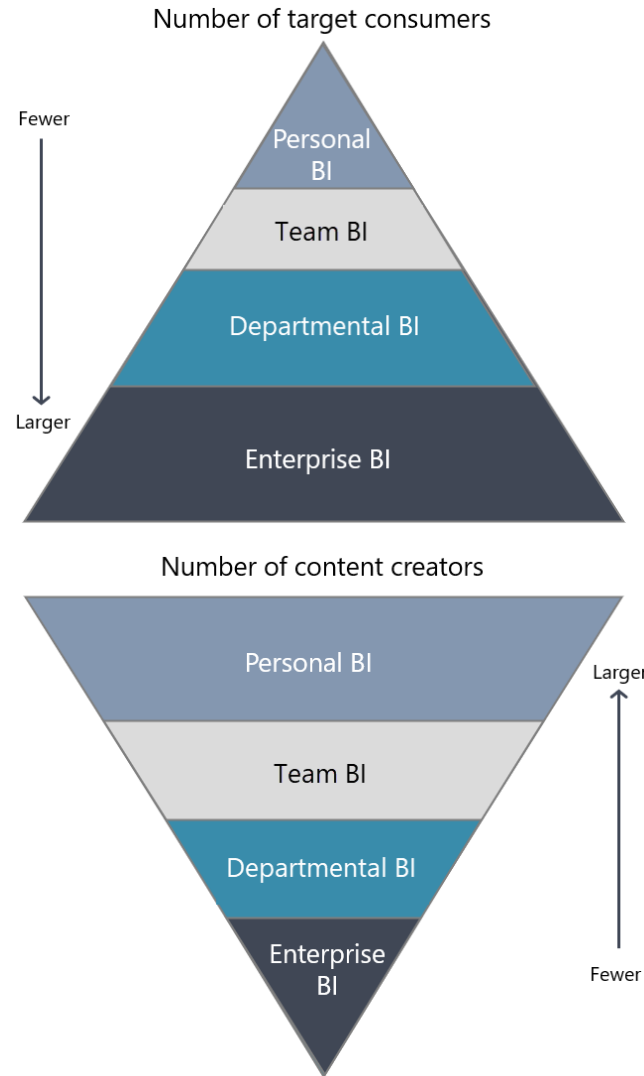 Number of target consumers
Fewer
Personal
BI
Team BI
Departmental BI
Larger
Enterprise BI
Number of content creators
Personal BI
Larger
Team BI
Departmental BI
Enterprise
BI
Fewer